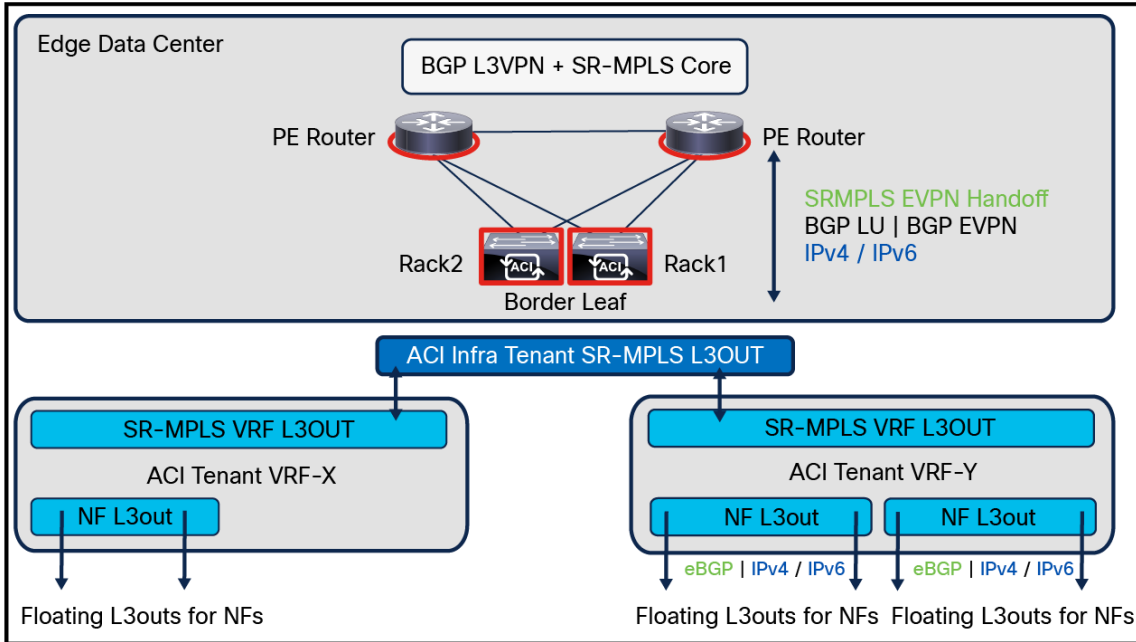 Edge Data Center
BGP L3VPN + SR-MPLS Core
PE Router
PE Router
SRMPLS EVPN Handoff
BGP LU | BGP EVPN
IPv4 / IPv6
Rack2
ACI
ACI
Rack1
Border Leaf
ACI Infra Tenant SR-MPLS L3OUT
SR-MPLS VRF L3OUT
ACI Tenant VRF-X
NF L3out
Floating L3outs for NFs
SR-MPLS VRF L3OUT
ACI Tenant VRF-Y
NF L3out
NF L3out
eBGP | IPv4 / IPv6
eBGP | IPv4 / IPv6
Floating L3outs for NFs
Floating L3outs for NFs